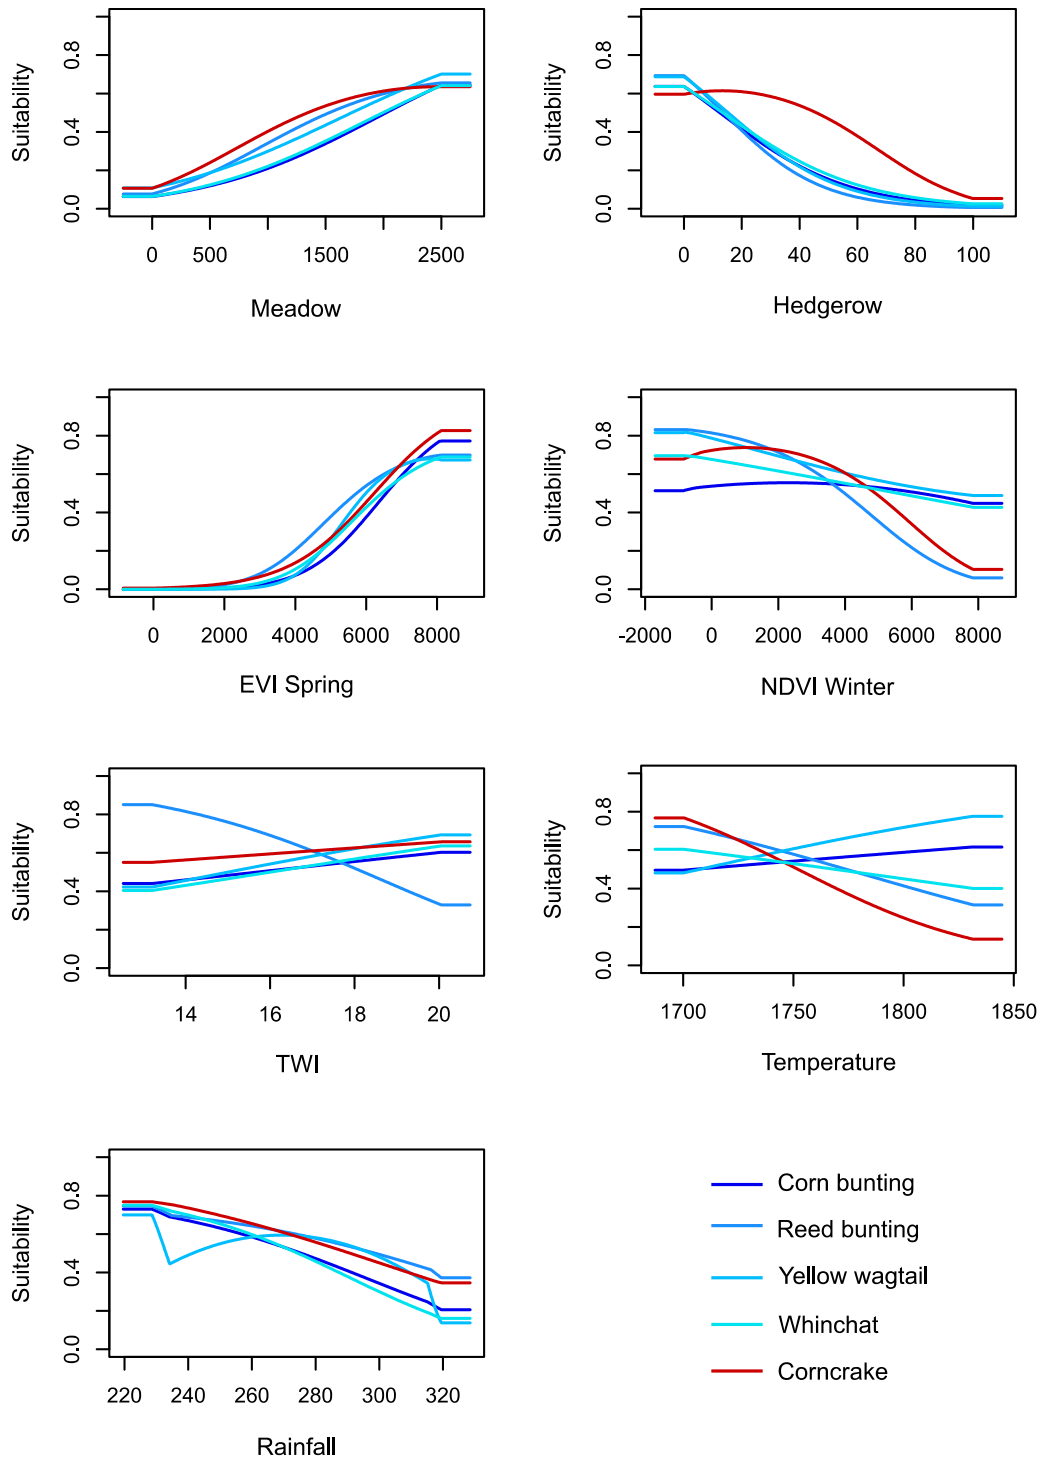 Suitability
0.0 0.4 0.8
0 500 1500 2500
Meadow
Suitability
0.0 0.4 0.8
0 20 40 60 80 100
Hedgerow
Suitability
0.0 0.4 0.8
0 2000 4000 6000 8000
EVI Spring
Suitability
0.0 0.4 0.8
-2000 0 2000 4000 6000 8000
NDVI Winter
Suitability
0.0 0.4 0.8
14 16 18 20
TWI
Suitability
0.0 0.4 0.8
1700 1750 1800 1850
Temperature
Suitability
0.0 0.4 0.8
220 240 260 280 300 320
Rainfall
Corn bunting
Reed bunting
Yellow wagtail
Whinchat
Corncrake